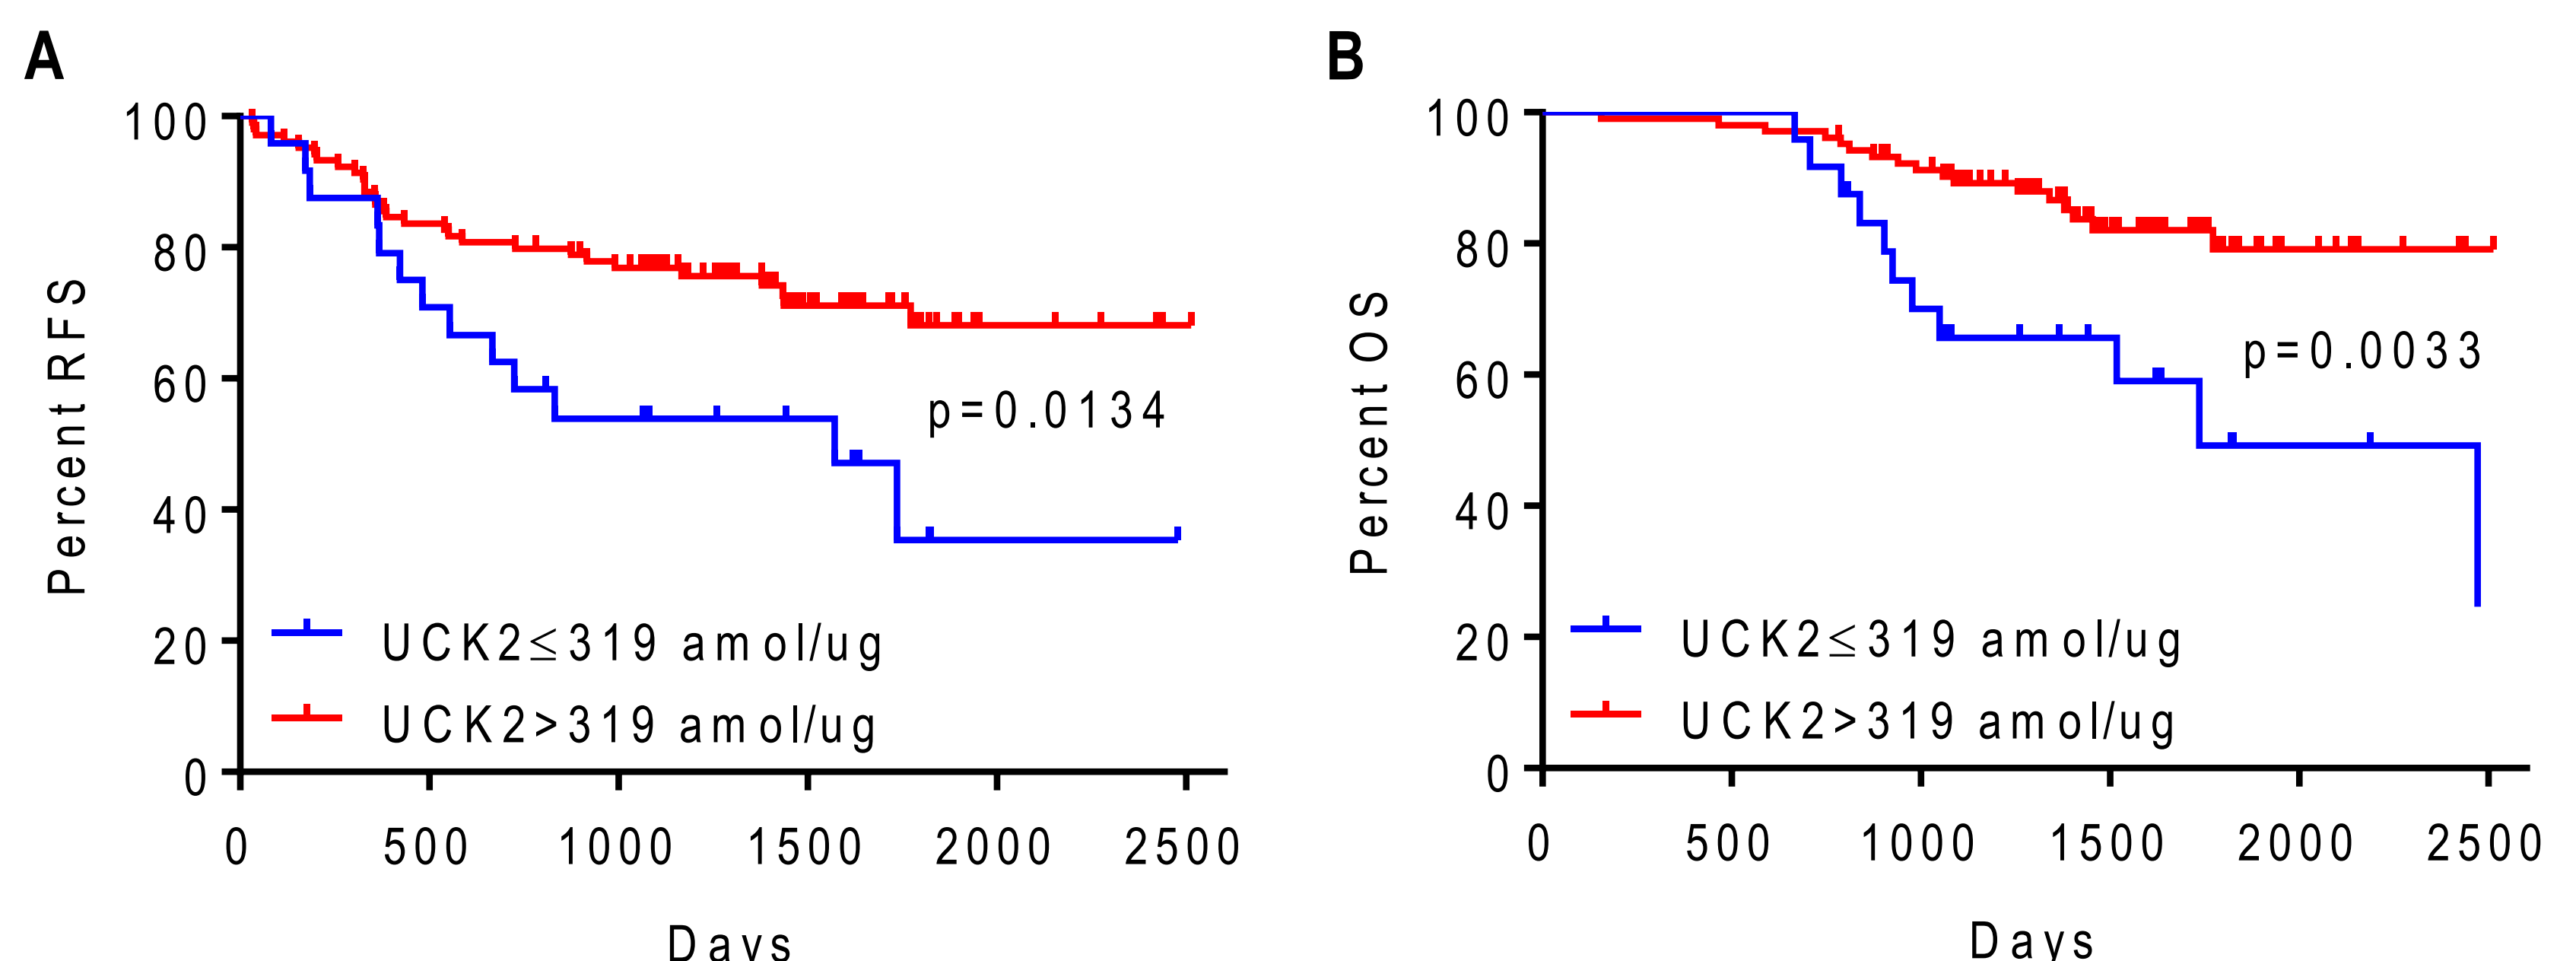 A
B
100
80
60
40
20
0
Percent RFS
p=0.0134
UCK2≤319 amol/ug
UCK2>319 amol/ug
0 500 1000 1500 2000 2500
Days
100
80
60
40
20
0
Percent OS
p=0.0033
UCK2≤319 amol/ug
UCK2>319 amol/ug
0 500 1000 1500 2000 2500
Days